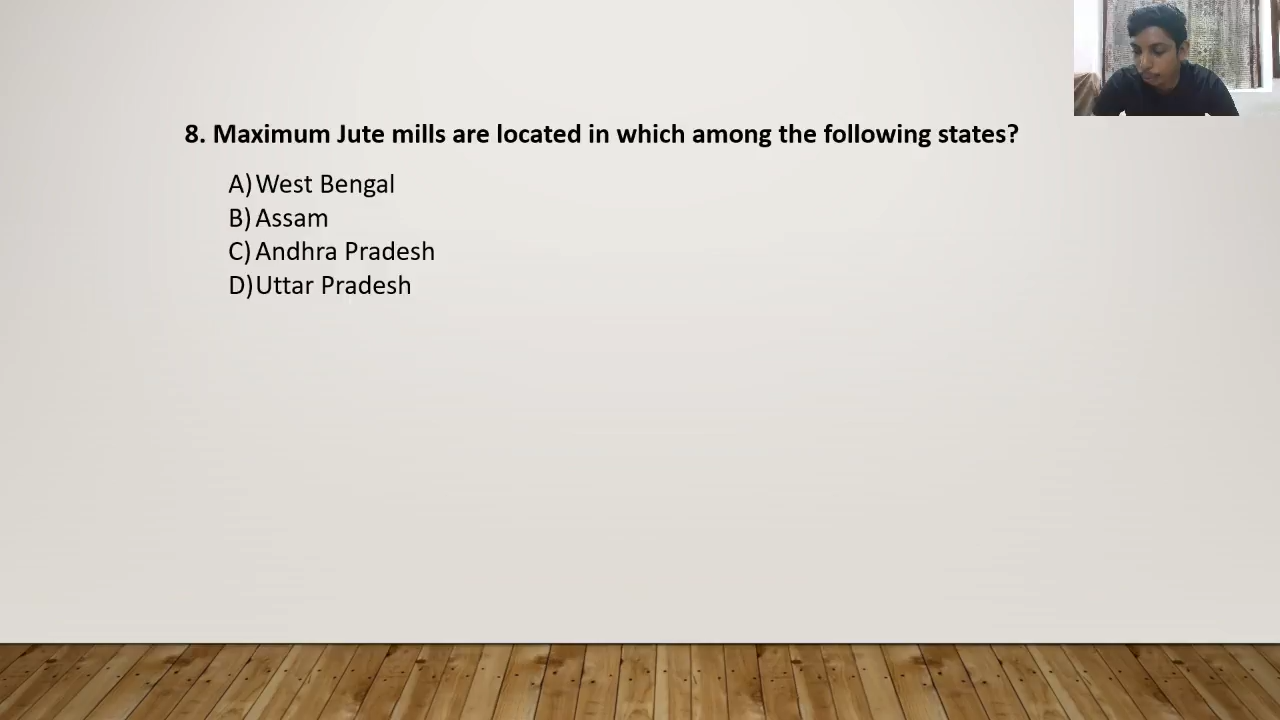 8. Maximum Jute mills are located in which among the following states?
A) West Bengal
B) Assam
C) Andhra Pradesh
D) Uttar Pradesh